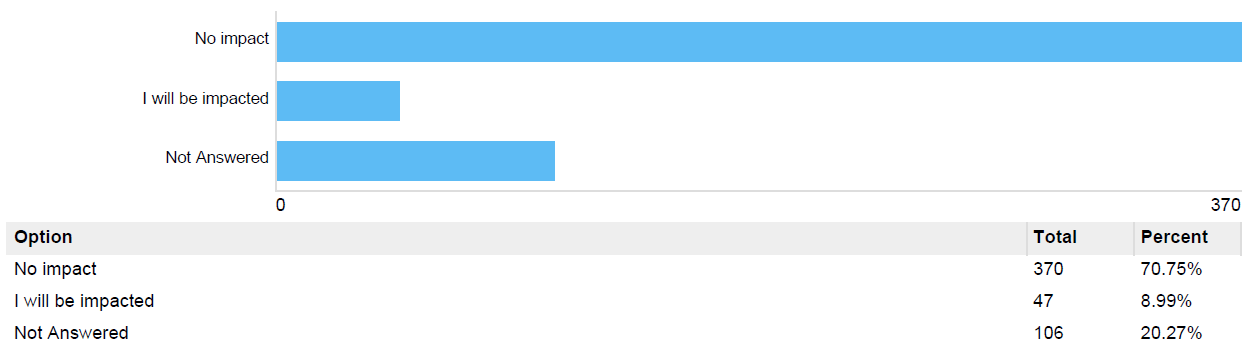 No impact
I will be impacted
Not Answered
0 370
Option Total Percent
No impact 370 70.75%
I will be impacted 47 8.99%
Not Answered 106 20.27%